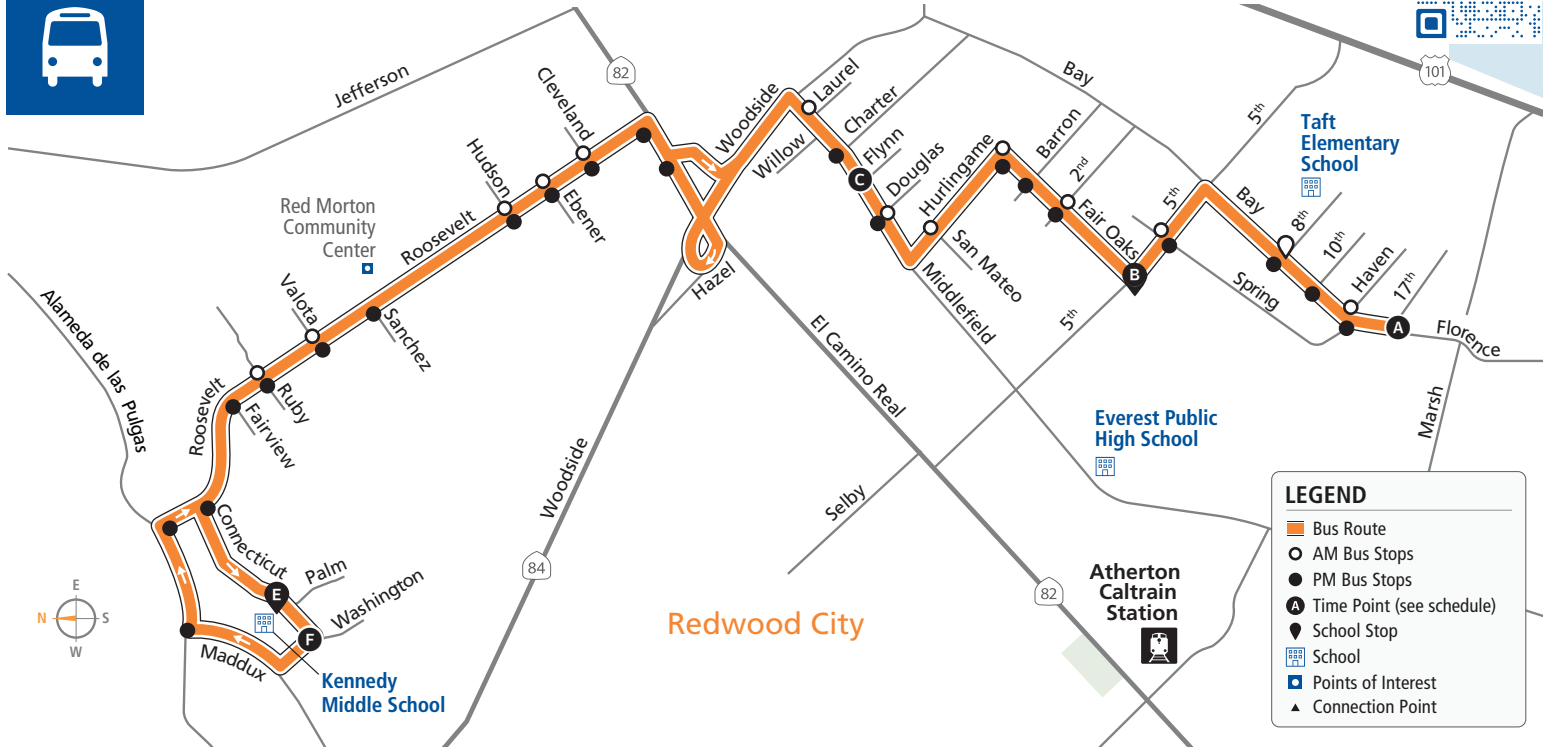 Jefferson
82
Cleveland
Hudson
Ebener
Red Morton
Community
Center
Roosevelt
Valota
Sanchez
Ruby
Fairview
Roosevelt
Alameda de las Pulgas
Connecticut
Palm
E
Washington
F
Maddux
Kennedy
Middle School
E
N
S
W
Woodside
84
Hazel
Woodside
Willow
Laurel
Charter
Flynn
C
Douglas
Hurlingame
San Mateo
Middlefield
Barron
2nd
Fair Oaks
B
5th
5th
5th
Bay
Bay
Spring
8th
10th
Haven
17th
A
Florence
Marsh
101
Taft
Elementary
School
El Camino Real
Selby
Everest Public
High School
82
Atherton
Caltrain
Station
Redwood City
LEGEND
Bus Route
AM Bus Stops
PM Bus Stops
A Time Point (see schedule)
School Stop
School
Points of Interest
Connection Point